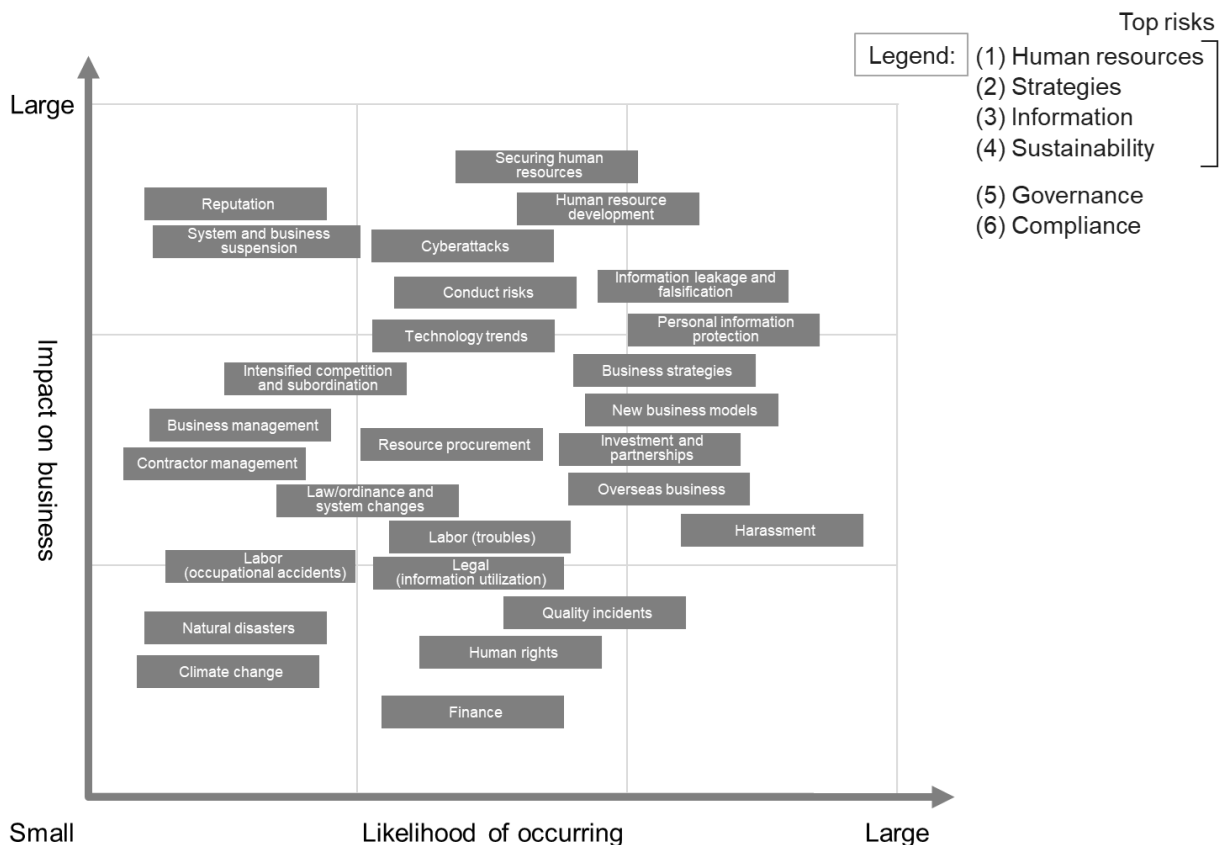 Top risks
Legend:
(1) Human resources
(2) Strategies
(3) Information
(4) Sustainability
(5) Governance
(6) Compliance
Large
Impact on business
Securing human
resources
Reputation
Human resource
development
System and business
suspension
Cyberattacks
Conduct risks
Information leakage and
falsification
Technology trends
Personal information
protection
Intensified competition
and subordination
Business strategies
Business management
New business models
Resource procurement
Investment and
partnerships
Contractor management
Law/ordinance and
system changes
Overseas business
Labor (troubles)
Harassment
Labor
(occupational accidents)
Legal
(information utilization)
Quality incidents
Natural disasters
Human rights
Climate change
Finance
Small
Likelihood of occurring
Large